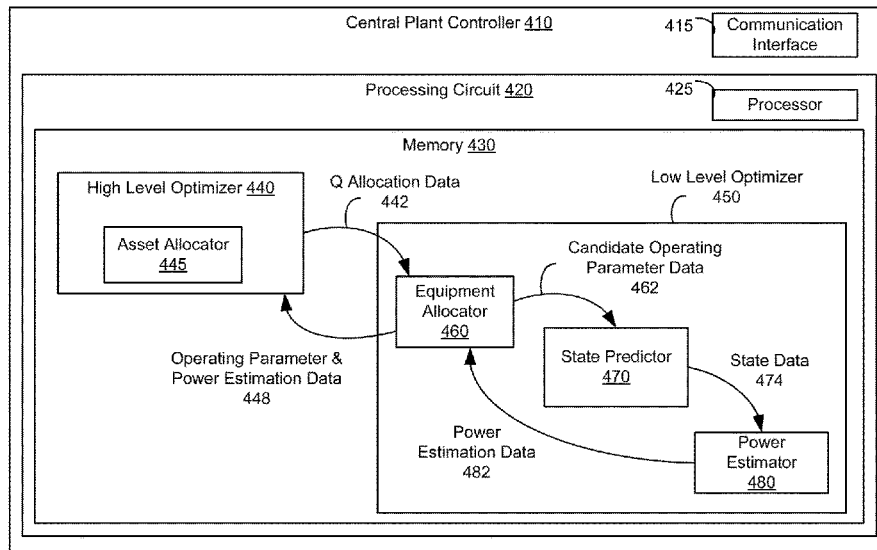 Central Plant Controller 410
415
Communication
Interface
Processing Circuit 420
425
Processor
Memory 430
High Level Optimizer 440
Q Allocation Data
442
Low Level Optimizer
450
Asset Allocator
445
Candidate Operating
Parameter Data
462
Equipment
Allocator
460
Operating Parameter &
Power Estimation Data
448
State Predictor
470
State Data
474
Power
Estimation Data
482
Power
Estimator
480